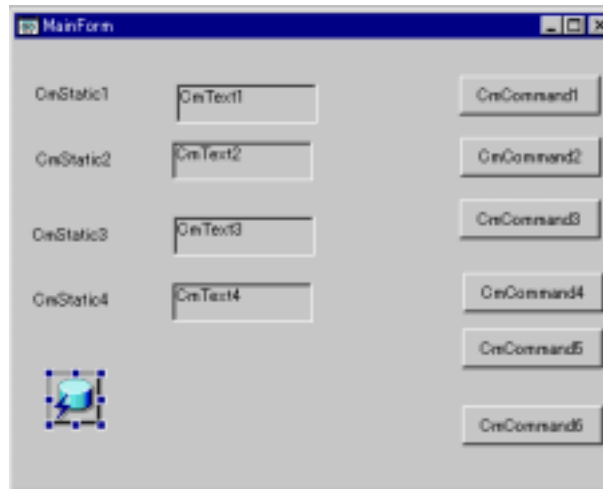 MainForm
CmStatic1 CmText1 CmCommand1
CmStatic2 CmText2 CmCommand2
CmStatic3 CmText3 CmCommand3
CmStatic4 CmText4 CmCommand4
CmCommand5
CmCommand6